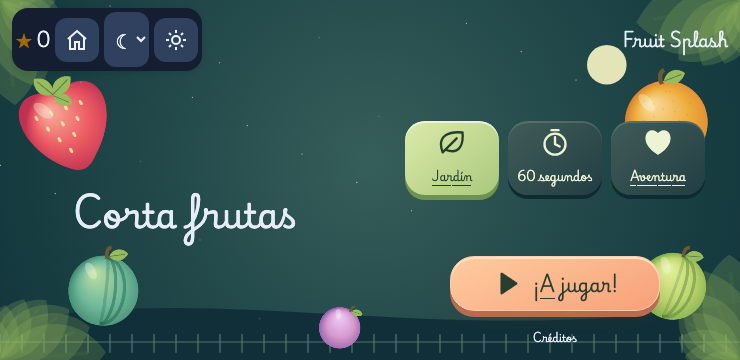 0
Fruit Splash
Jardín
60 segundos
Aventura
Corta frutas
¡A jugar!
Créditos